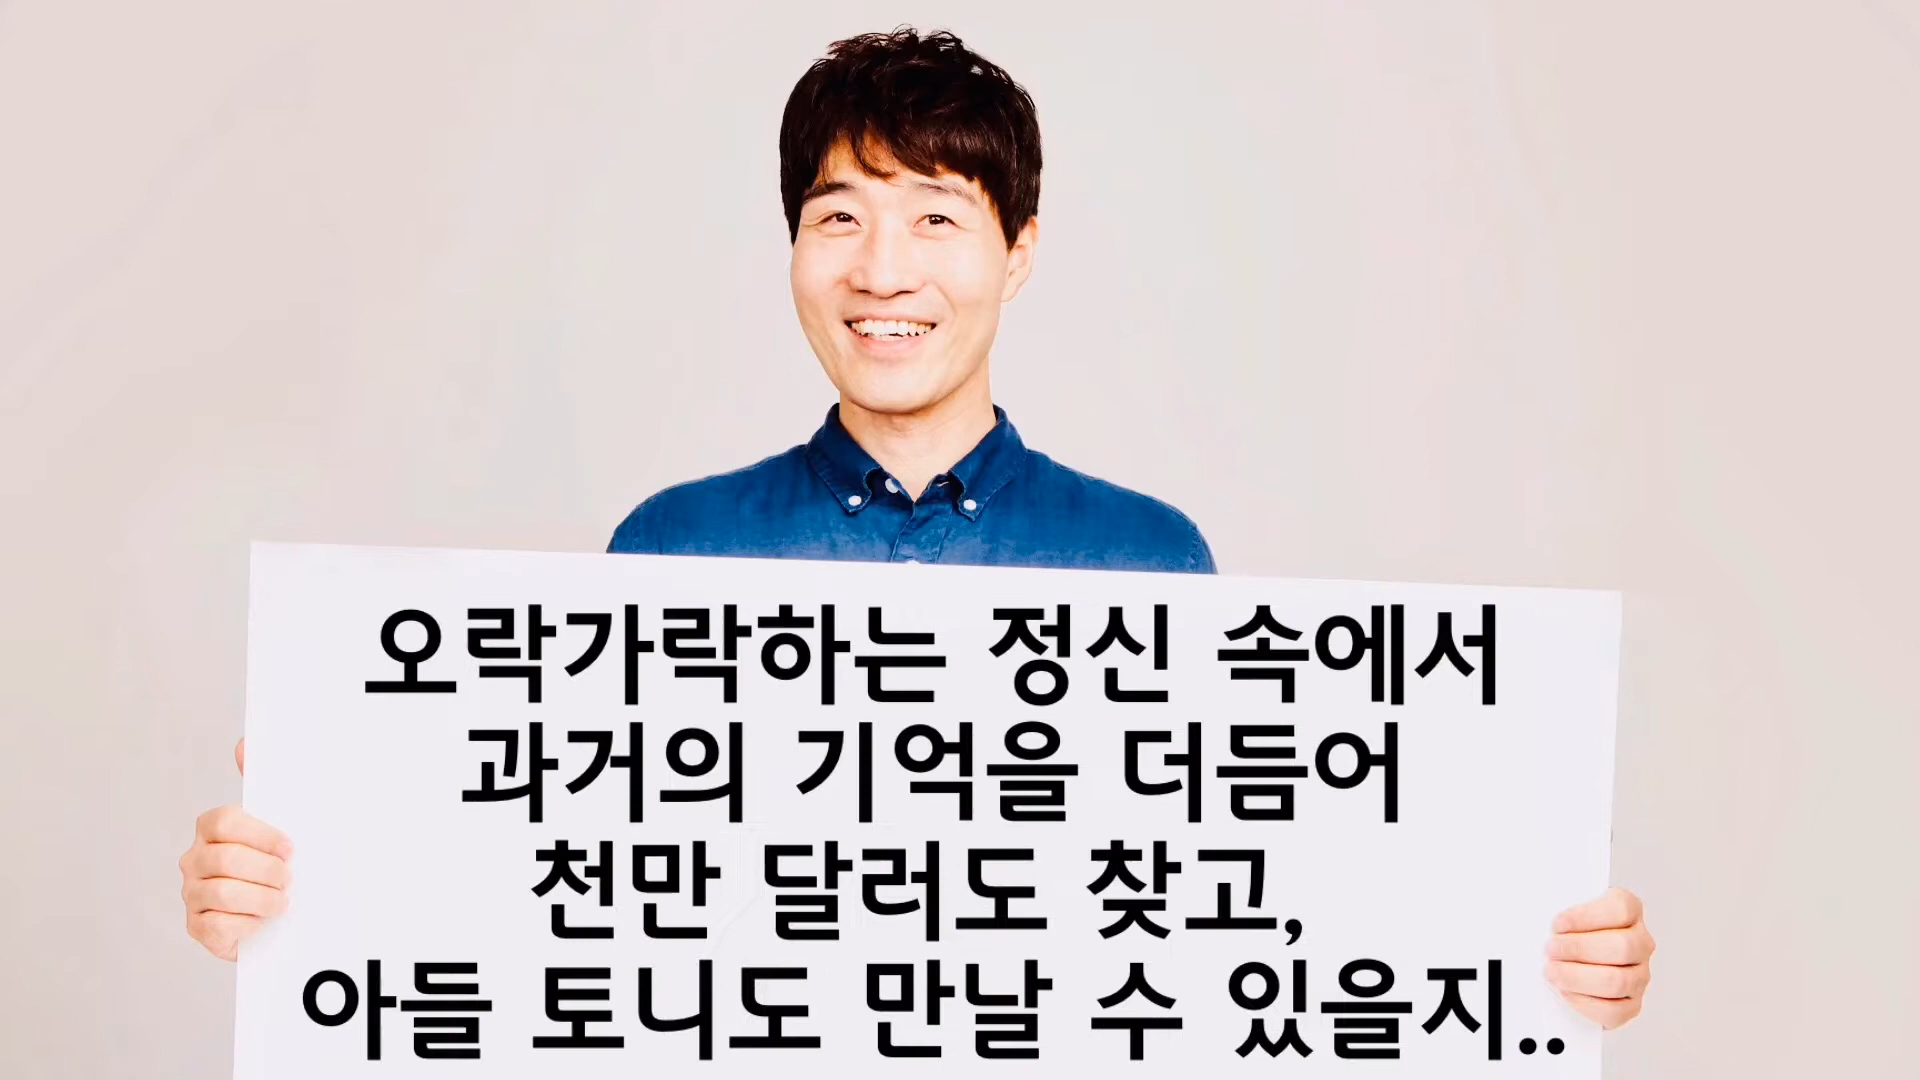 오락가락하는 정신 속에서
과거의 기억을 더듬어
천만 달러도 찾고,
아들 토니도 만날 수 있을지..